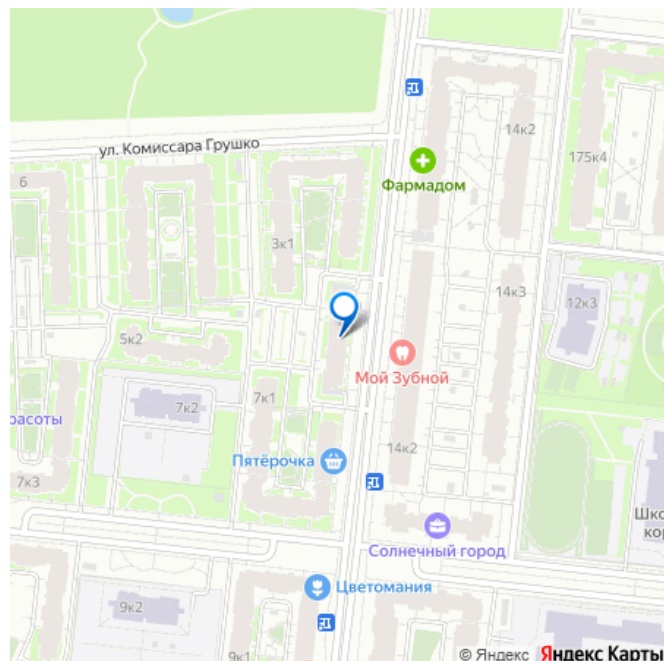 ул. Комиссара Грушко
14к2
175к4
Фармадом
6
3к1
14к3
12к3
5к2
Мой Зубной
7к1
7к2
расоты
14к2
Пятёрочка
7к3
Солнечный город
Шко
кор
Цветомания
9к2
9к1
© Яндекс Яндекс Карты